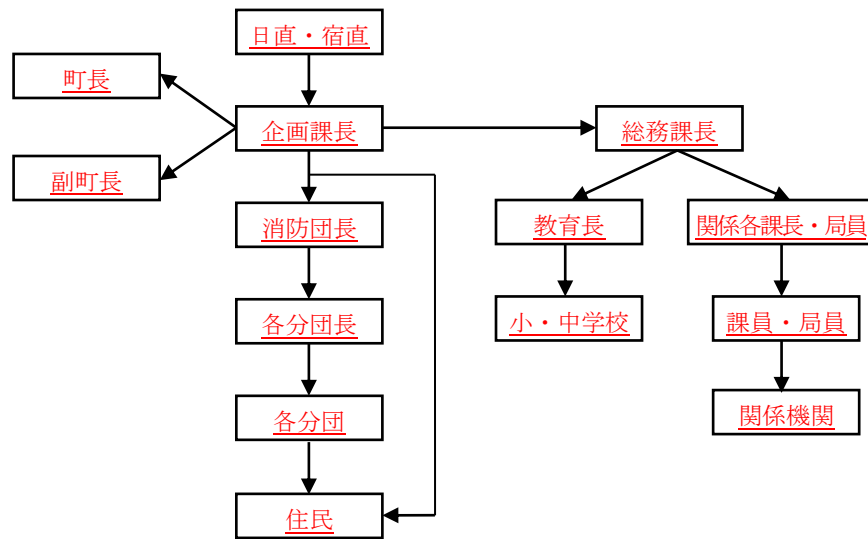 日直・宿直
町長
企画課長
総務課長
副町長
消防団長
教育長
関係各課長・局員
各分団長
小・中学校
課員・局員
各分団
関係機関
住民